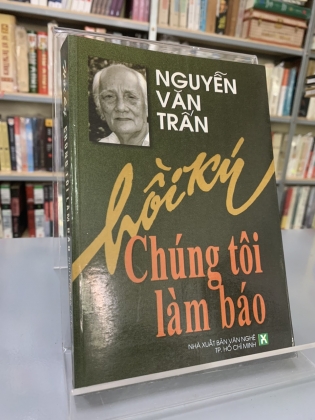 NGUYỄN
VĂN
TRẤN
hồi ký
Chúng tôi
làm báo
NHÀ XUẤT BẢN VĂN NGHỆ
TP. HỒ CHÍ MINH